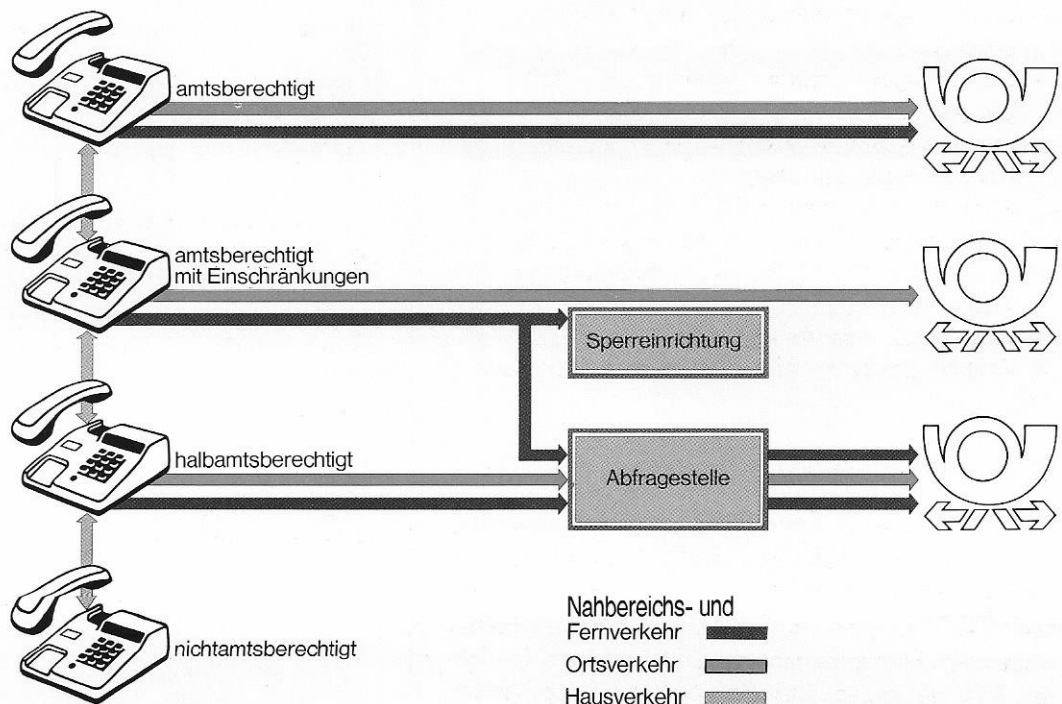 amtsberechtigt
amtsberechtigt
mit Einschränkungen
Sperreinrichtung
halbamtsberechtigt
Abfragestelle
nichtamtsberechtigt
Nahbereichs- und
Fernverkehr
Ortsverkehr
Hausverkehr